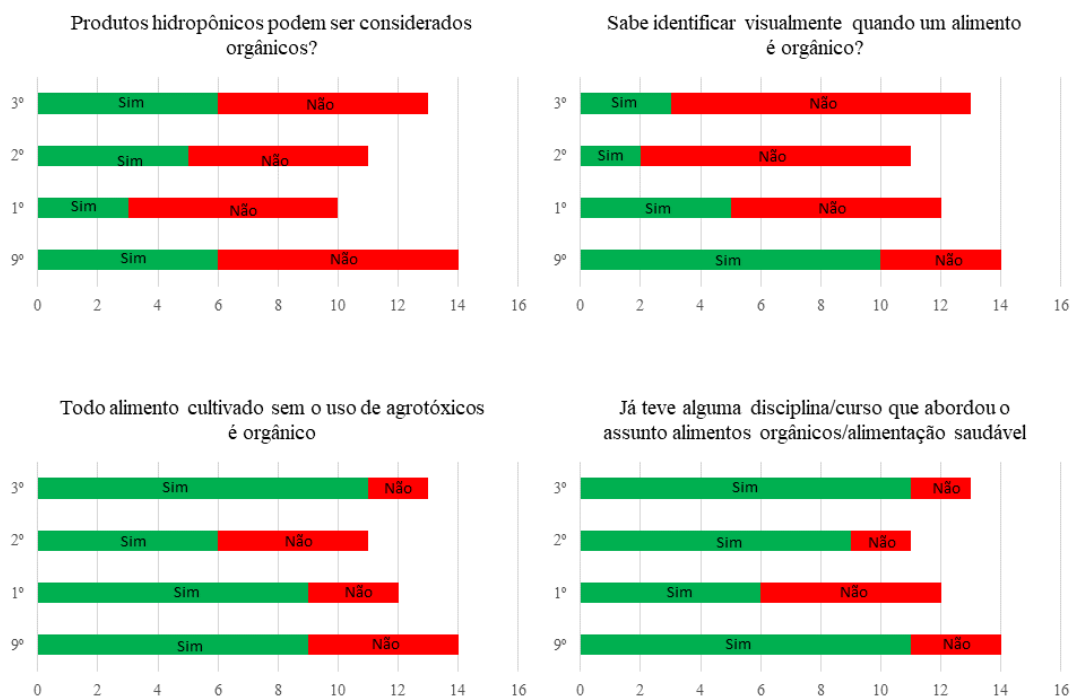 Produtos hidropônicos podem ser considerados
orgânicos?
3º
Sim
Não
2º
Sim
Não
1º
Sim
Não
9º
Sim
Não
0 2 4 6 8 10 12 14 16
Sabe identificar visualmente quando um alimento
é orgânico?
3º
Sim
Não
2º
Sim
Não
1º
Sim
Não
9º
Sim
Não
0 2 4 6 8 10 12 14 16
Todo alimento cultivado sem o uso de agrotóxicos
é orgânico
3º
Sim
Não
2º
Sim
Não
1º
Sim
Não
9º
Sim
Não
0 2 4 6 8 10 12 14 16
Já teve alguma disciplina/curso que abordou o
assunto alimentos orgânicos/alimentação saudável
3º
Sim
Não
2º
Sim
Não
1º
Sim
Não
9º
Sim
Não
0 2 4 6 8 10 12 14 16